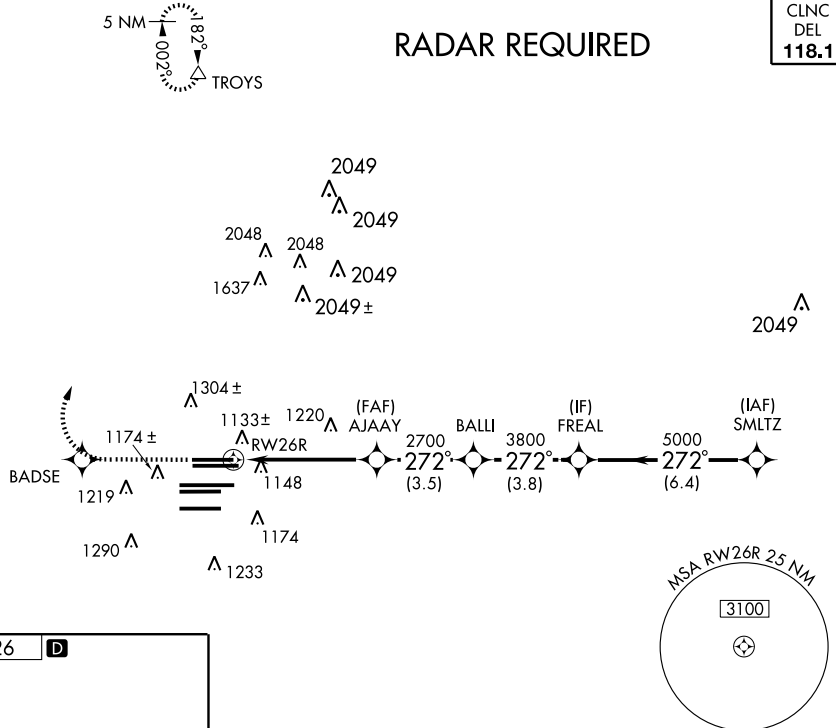 5 NM
182°
002°
TROYS
RADAR REQUIRED
CLNC
DEL
118.1
2049
2049
2048
2048
2049
1637
2049 ±
2049
1304 ±
1133±
1220
(FAF)
AJAAY
BALLI
(IF)
FREAL
(IAF)
SMLTZ
1174 ±
RW26R
2700
272°
(3.5)
3800
272°
(3.8)
5000
272°
(6.4)
BADSE
1219
1148
1174
1290
1233
MSA RW26R 25 NM
3100
26
D